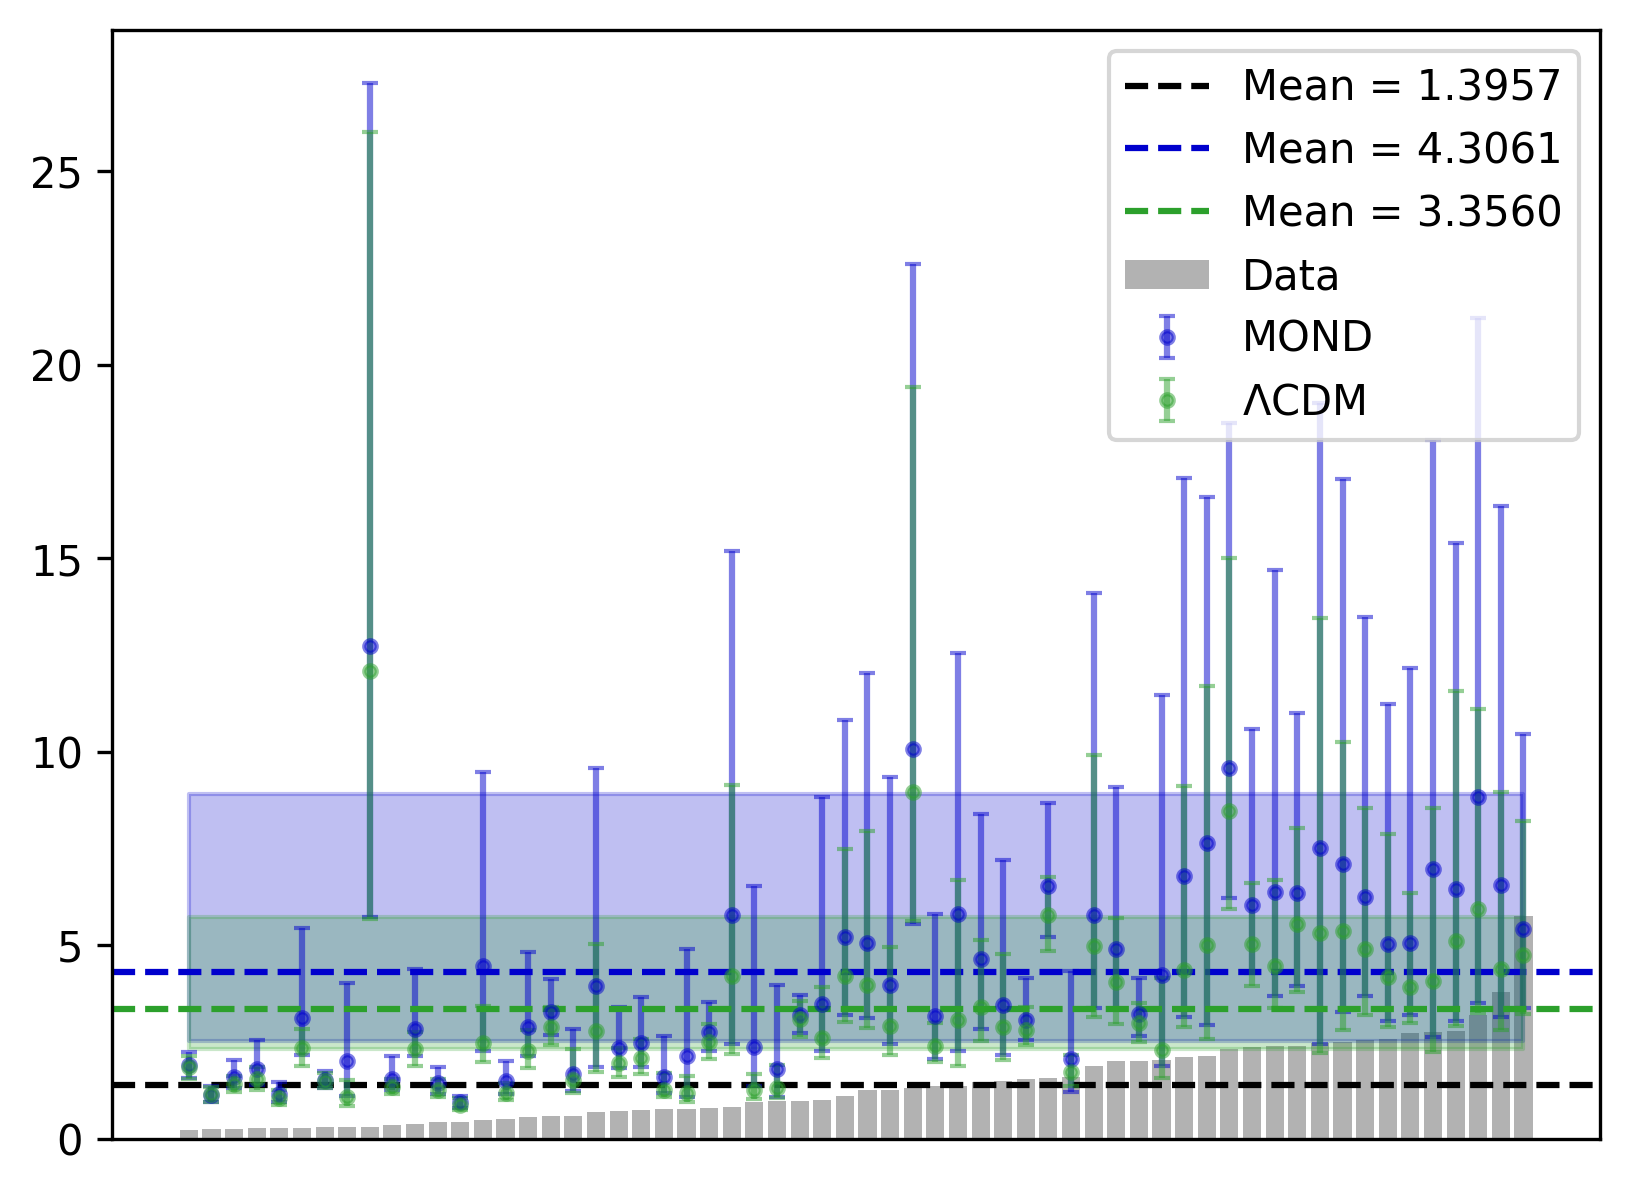 25
20
15
10
5
0
Mean = 1.3957
Mean = 4.3061
Mean = 3.3560
Data
MOND
ΛCDM